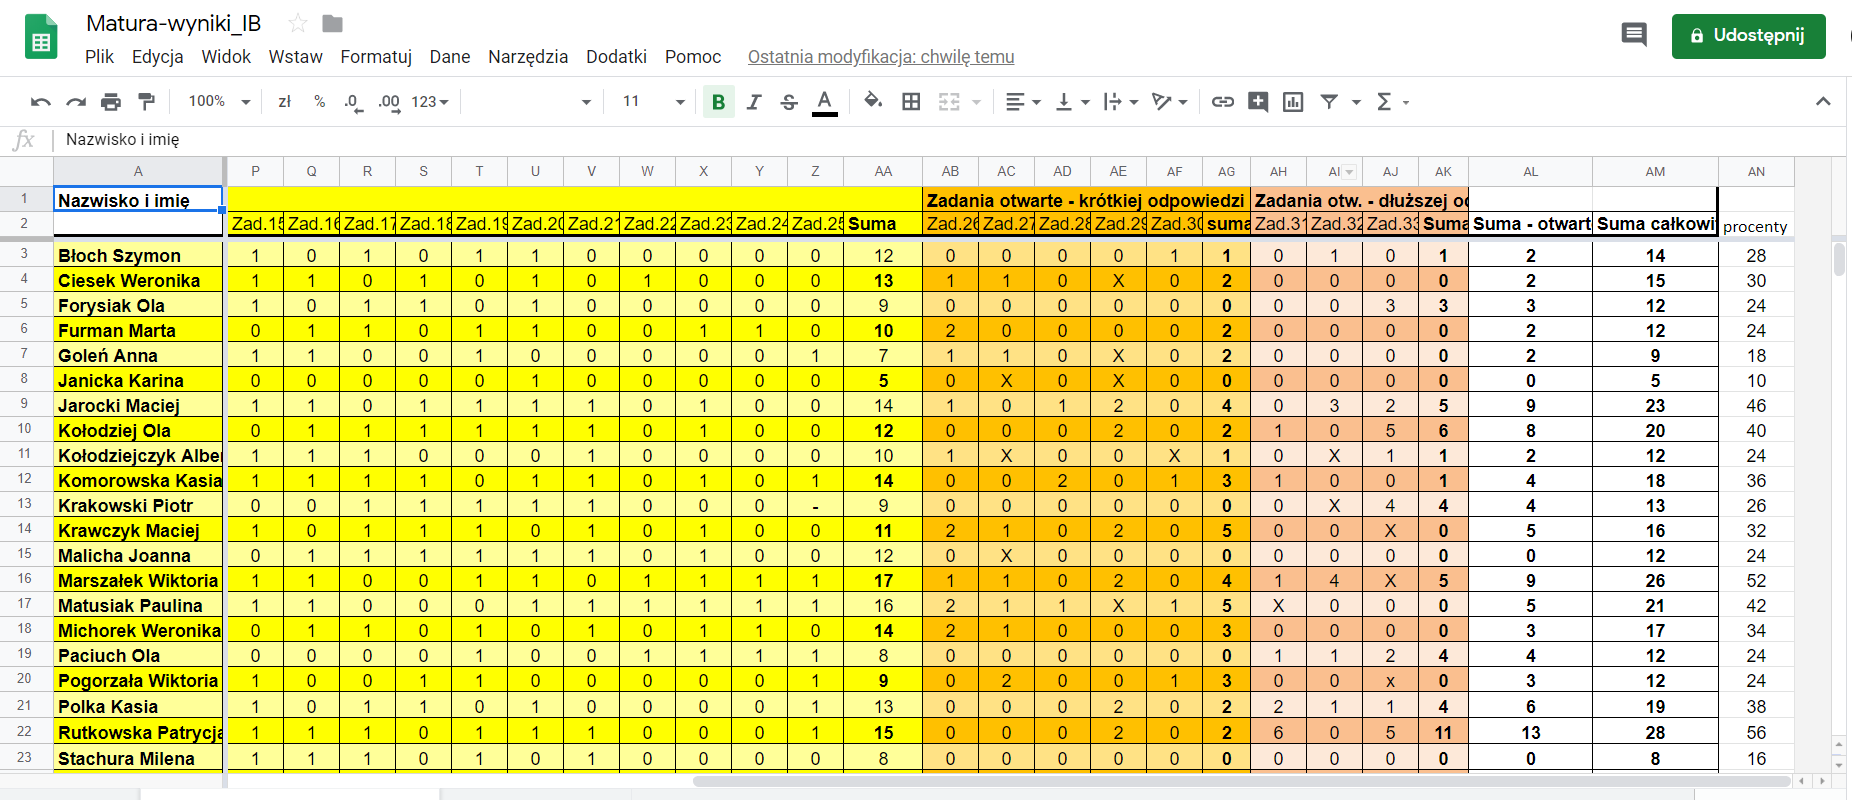 Matura-wyniki_IB
Plik Edycja Widok Wstaw Formatuj Dane Narzędzia Dodatki Pomoc Ostatnia modyfikacja: chwilę temu
Udostępnij
100% zł % .0 .00 123 11 B I S A Σ
fx Nazwisko i imię
A P Q R S T U V W X Y Z AA AB AC AD AE AF AG AH AI AJ AK AL AM AN
1 Nazwisko i imię Zadania otwarte - krótkiej odpowiedzi Zadania otw. - dłuższej od
2 Zad.15 Zad.16 Zad.17 Zad.18 Zad.19 Zad.20 Zad.21 Zad.22 Zad.23 Zad.24 Zad.25 Suma Zad.26 Zad.27 Zad.28 Zad.29 Zad.30 suma Zad.31 Zad.32 Zad.33 Suma Suma - otwart Suma całkowi procenty
3 Błoch Szymon 1 0 1 0 1 1 0 0 0 0 0 12 0 0 0 0 1 1 0 1 0 1 2 14 28
4 Ciesek Weronika 1 1 0 1 0 1 0 1 0 0 0 13 1 1 0 X 0 2 0 0 0 0 2 15 30
5 Forysiak Ola 1 0 1 1 0 1 0 0 0 0 0 9 0 0 0 0 0 0 0 0 3 3 3 12 24
6 Furman Marta 0 1 1 0 1 1 0 0 1 1 0 10 2 0 0 0 0 2 0 0 0 0 2 12 24
7 Goleń Anna 1 1 0 0 1 0 0 0 0 0 1 7 1 1 0 X 0 2 0 0 0 0 2 9 18
8 Janicka Karina 0 0 0 0 0 1 0 0 0 0 0 5 0 X 0 X 0 0 0 0 0 0 0 5 10
9 Jarocki Maciej 1 1 0 1 1 1 1 0 1 0 0 14 1 0 1 2 0 4 0 3 2 5 9 23 46
10 Kołodziej Ola 0 1 1 1 1 1 1 0 1 0 0 12 0 0 0 2 0 2 1 0 5 6 8 20 40
11 Kołodziejczyk Alber 1 1 1 0 0 0 1 0 0 0 0 10 1 X 0 0 X 1 0 X 1 1 2 12 24
12 Komorowska Kasia 1 0 0 0 1 1 1 0 1 0 1 14 0 0 2 0 1 3 1 0 0 1 4 18 36
13 Krakowski Piotr 0 0 1 1 1 1 1 0 0 0 - 9 0 0 0 0 0 0 0 X 4 4 4 13 26
14 Krawczyk Maciej 1 0 1 0 1 0 1 0 1 0 0 11 2 1 0 2 0 5 0 0 X 0 5 16 32
15 Malicha Joanna 0 1 1 1 1 1 0 0 0 0 0 12 0 X 0 0 0 0 0 0 0 0 0 12 24
16 Marszałek Wiktoria 1 1 0 0 1 1 0 1 1 1 1 17 1 1 0 2 0 4 1 4 X 5 9 26 52
17 Matusiak Paulina 1 1 0 0 0 1 1 1 1 1 0 16 2 1 1 X 1 5 X 0 0 0 5 21 42
18 Michorek Weronika 0 1 1 0 1 0 1 0 1 1 0 14 2 1 0 0 0 3 0 0 0 0 3 17 34
19 Paciuch Ola 0 0 0 0 1 0 0 1 1 1 1 8 0 0 0 0 0 0 1 1 2 4 4 12 24
20 Pogorzała Wiktoria 1 0 0 1 1 0 0 0 0 0 1 9 0 2 0 0 1 3 0 0 x 0 3 12 24
21 Polka Kasia 1 0 1 1 0 1 0 0 0 0 1 13 0 0 0 2 0 2 2 1 1 4 6 19 38
22 Rutkowska Patrycja 1 1 1 0 1 1 1 0 0 0 1 15 0 0 0 2 0 2 6 0 5 11 13 28 56
23 Stachura Milena 1 1 0 1 1 0 1 0 0 0 0 8 0 0 0 0 0 0 0 0 0 0 0 8 16